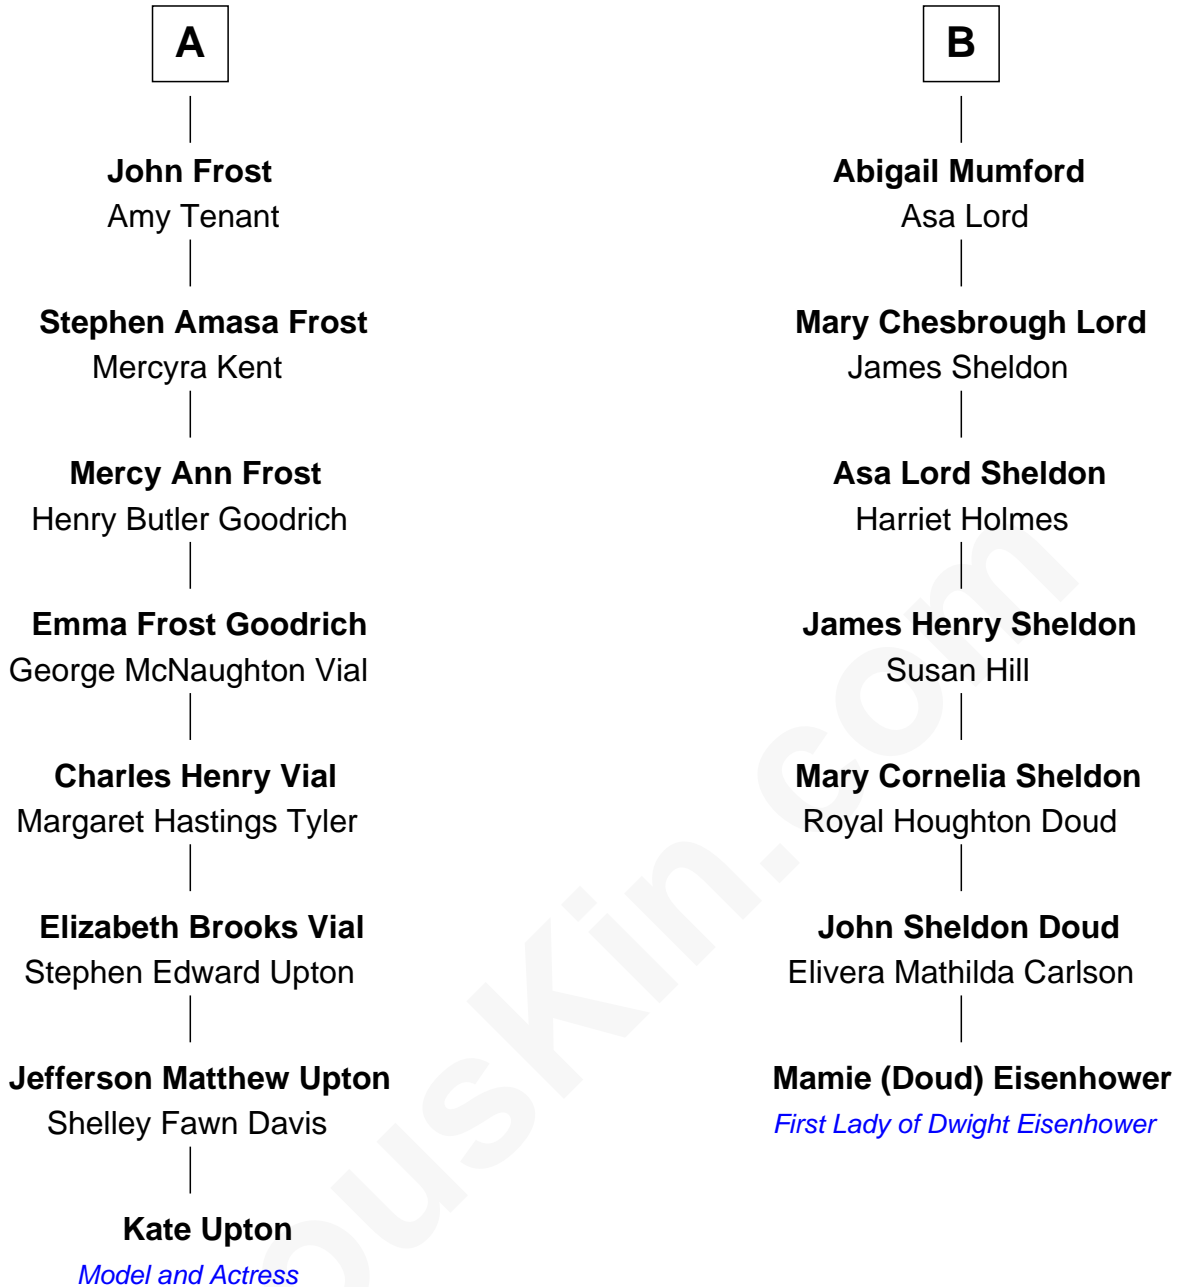 A
John Frost
Amy Tenant
Stephen Amasa Frost
Mercyra Kent
Mercy Ann Frost
Henry Butler Goodrich
Emma Frost Goodrich
George McNaughton Vial
Charles Henry Vial
Margaret Hastings Tyler
Elizabeth Brooks Vial
Stephen Edward Upton
Jefferson Matthew Upton
Shelley Fawn Davis
Kate Upton
Model and Actress
B
Abigail Mumford
Asa Lord
Mary Chesbrough Lord
James Sheldon
Asa Lord Sheldon
Harriet Holmes
James Henry Sheldon
Susan Hill
Mary Cornelia Sheldon
Royal Houghton Doud
John Sheldon Doud
Elivera Mathilda Carlson
Mamie (Doud) Eisenhower
First Lady of Dwight Eisenhower
ousKin.com